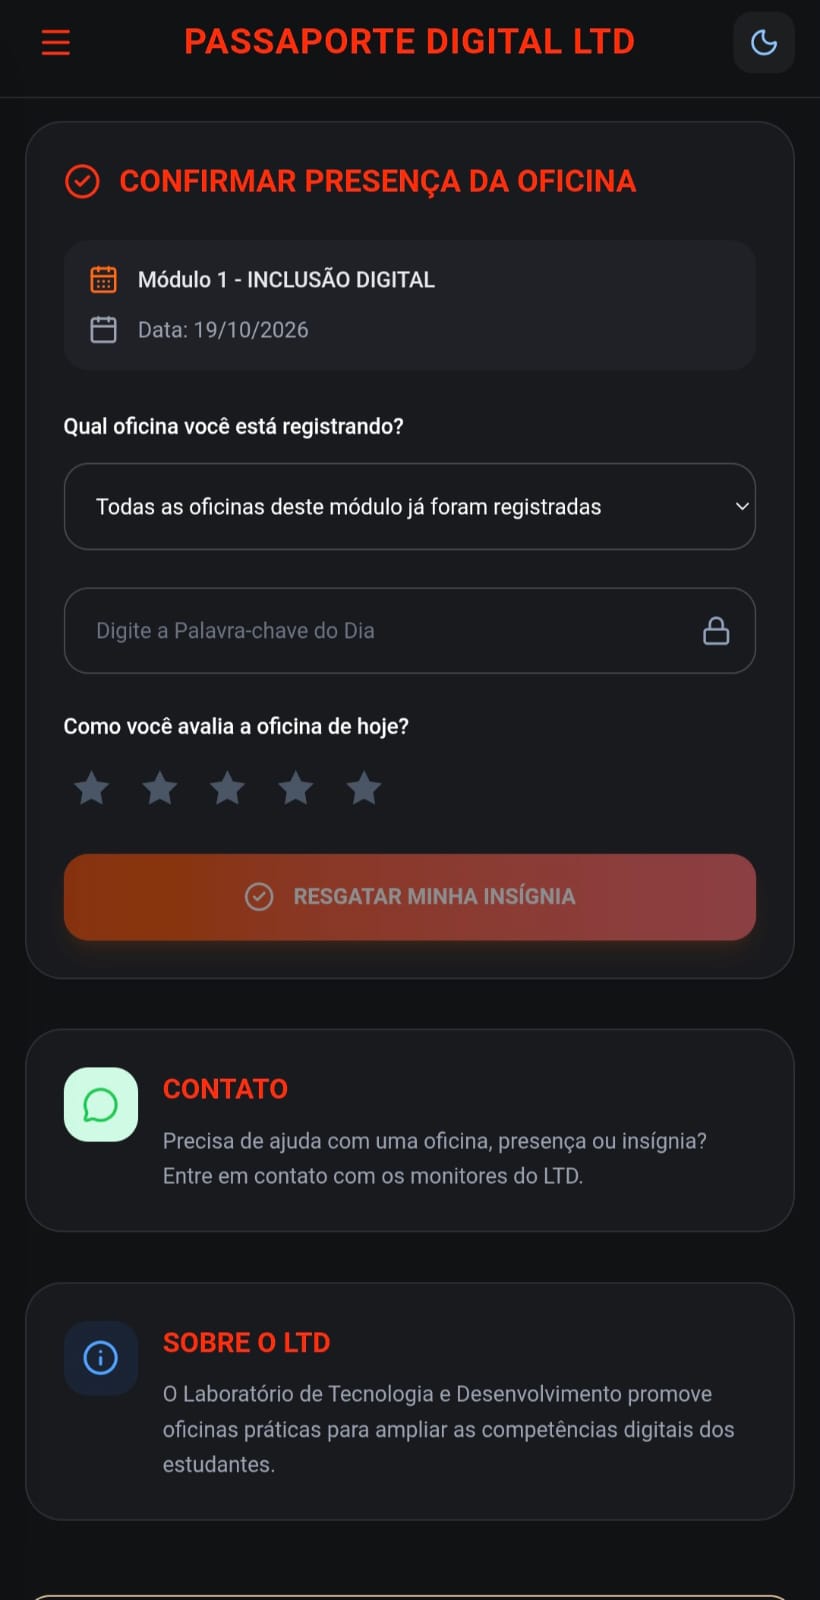 PASSAPORTE DIGITAL LTD
CONFIRMAR PRESENÇA DA OFICINA
Módulo 1 - INCLUSÃO DIGITAL
Data: 19/10/2026
Qual oficina você está registrando?
Todas as oficinas deste módulo já foram registradas
Digite a Palavra-chave do Dia
Como você avalia a oficina de hoje?
RESGATAR MINHA INSÍGNIA
CONTATO
Precisa de ajuda com uma oficina, presença ou insígnia?
Entre em contato com os monitores do LTD.
SOBRE O LTD
O Laboratório de Tecnologia e Desenvolvimento promove
oficinas práticas para ampliar as competências digitais dos
estudantes.